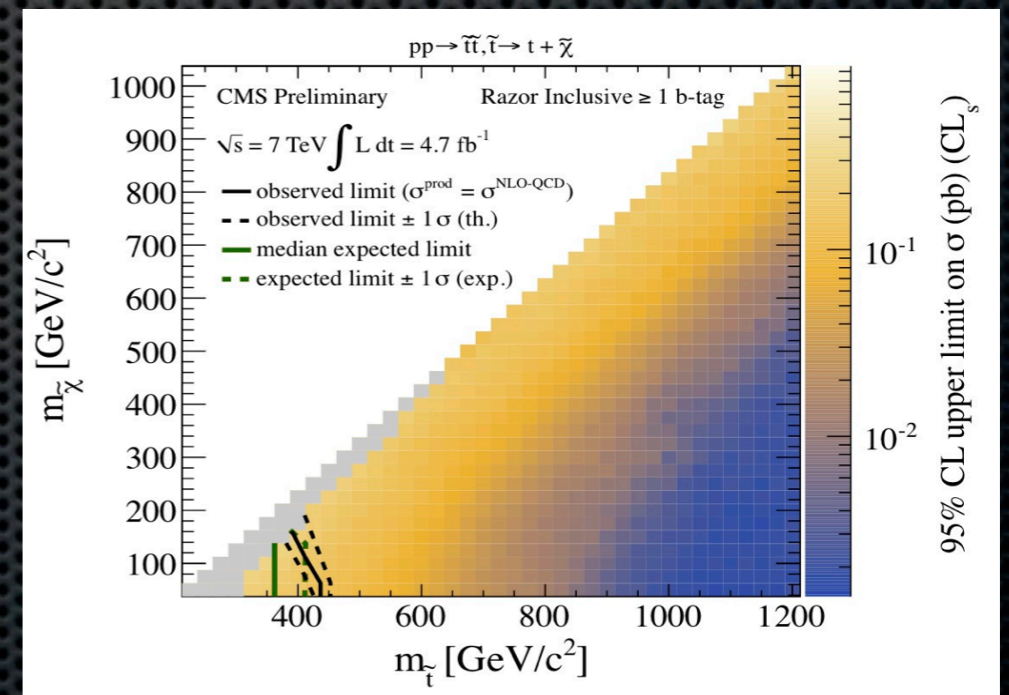 pp → t̃t̃, t̃ → t + χ̃
CMS Preliminary Razor Inclusive ≥ 1 b-tag
√s = 7 TeV ∫ L dt = 4.7 fb⁻¹
observed limit (σ^prod = σ^NLO-QCD)
observed limit ± 1 σ (th.)
median expected limit
expected limit ± 1 σ (exp.)
m_χ̃ [GeV/c²]
1000
900
800
700
600
500
400
300
200
100
400 600 800 1000 1200
m_t̃ [GeV/c²]
10⁻¹
10⁻²
95% CL upper limit on σ (pb) (CL_s)